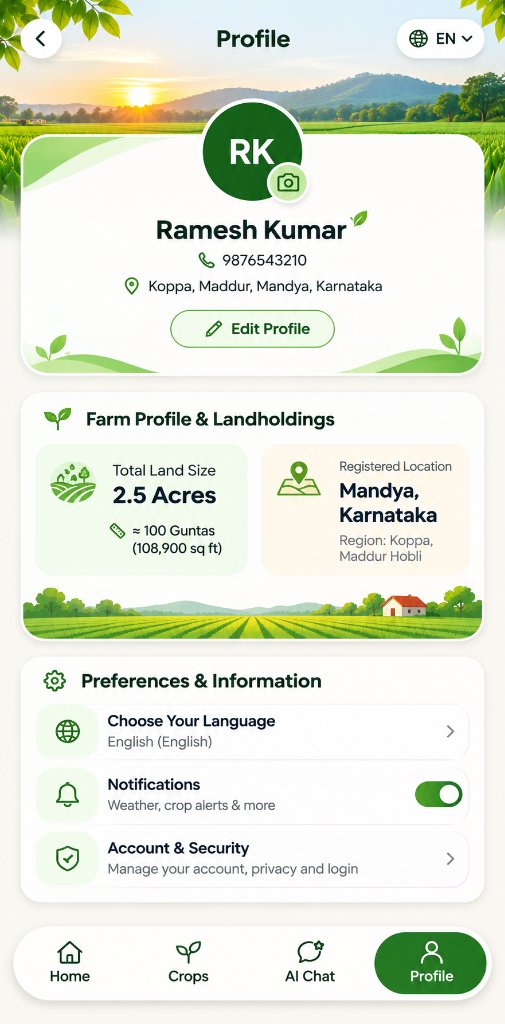 Profile
EN
RK
Ramesh Kumar
9876543210
Koppa, Maddur, Mandya, Karnataka
Edit Profile
Farm Profile & Landholdings
Total Land Size
2.5 Acres
≈ 100 Guntas
(108,900 sq ft)
Registered Location
Mandya,
Karnataka
Region: Koppa,
Maddur Hobli
Preferences & Information
Choose Your Language
English (English)
Notifications
Weather, crop alerts & more
Account & Security
Manage your account, privacy and login
Home
Crops
AI Chat
Profile